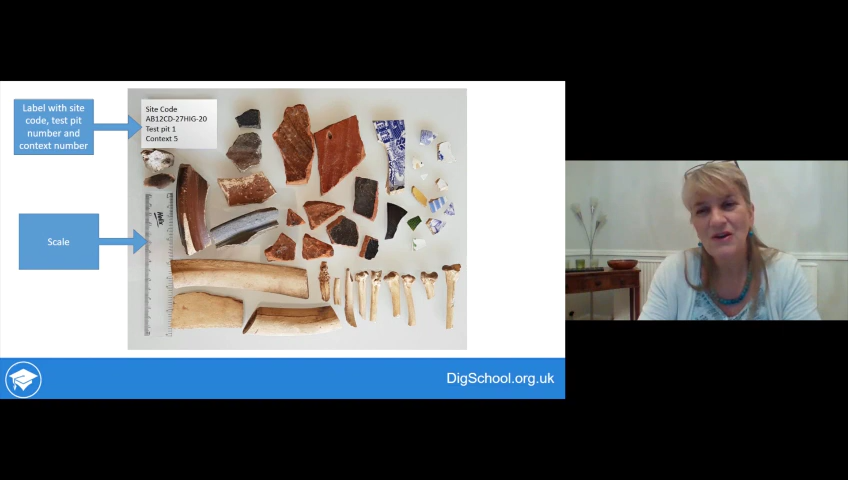 Label with site
code, test pit
number and
context number
Site Code
AB12CD-27HIG-20
Test pit 1
Context 5
Scale
Helix
DigSchool.org.uk